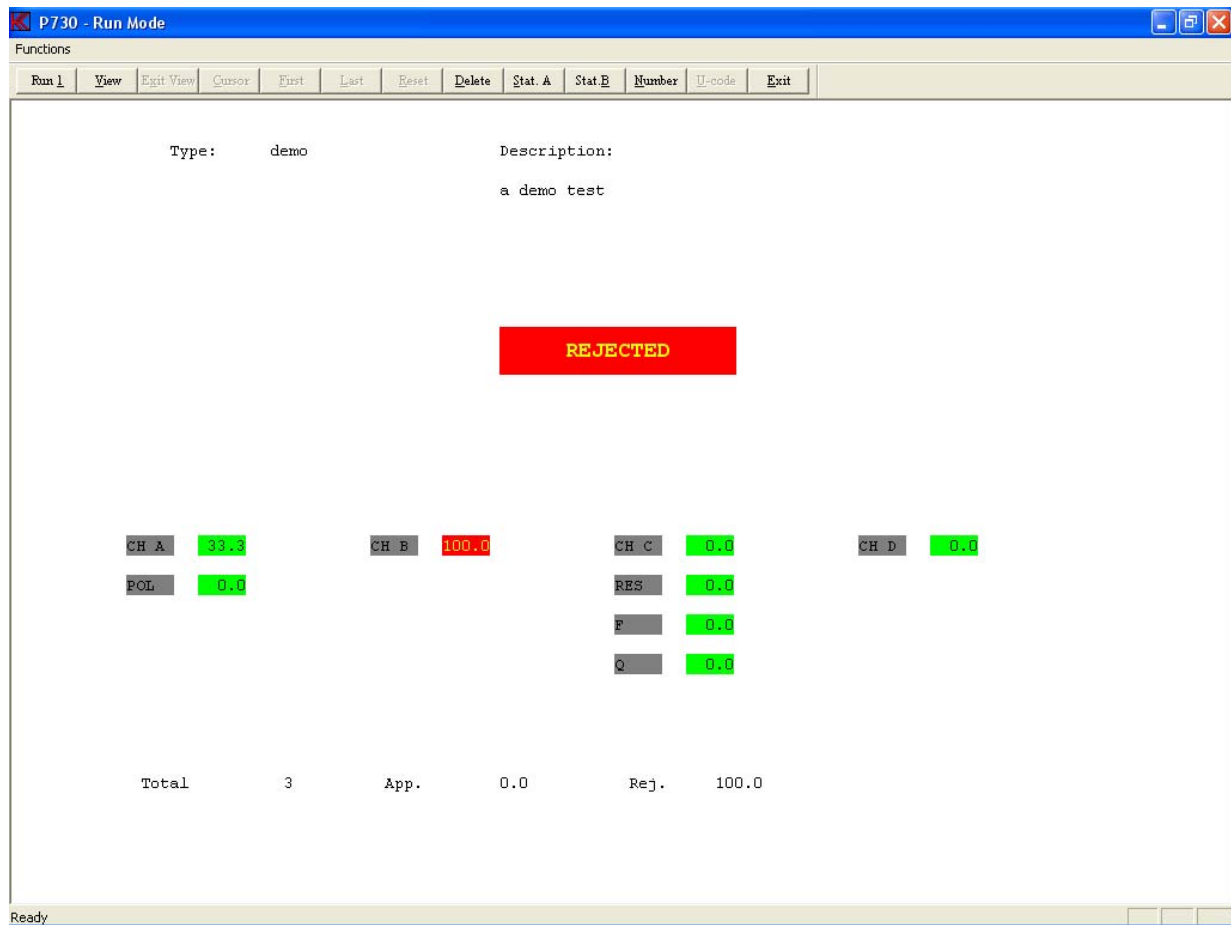 P730 - Run Mode
Functions
Run 1 View Exit View Cursor First Last Reset Delete Stat. A Stat.B Number U-code Exit
Type: demo Description:
a demo test
REJECTED
CH A 33.3 CH B 100.0 CH C 0.0 CH D 0.0
POL 0.0 RES 0.0
F 0.0
Q 0.0
Total 3 App. 0.0 Rej. 100.0
Ready